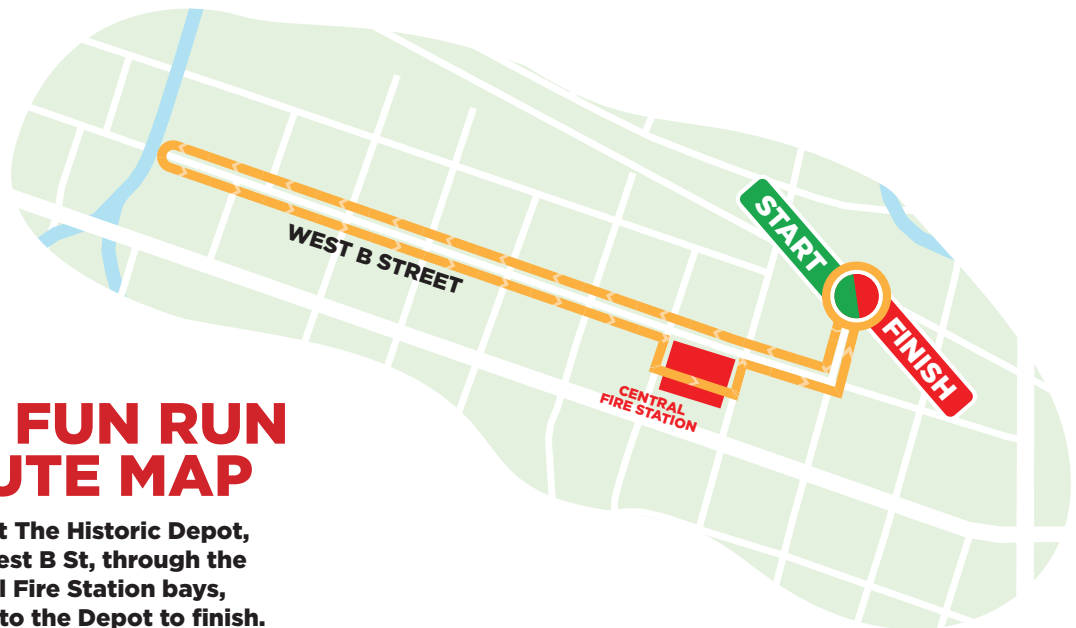 FUN RUN
UTE MAP
t The Historic Depot,
est B St, through the
l Fire Station bays,
to the Depot to finish.
WEST B STREET
CENTRAL
FIRE STATION
START
FINISH